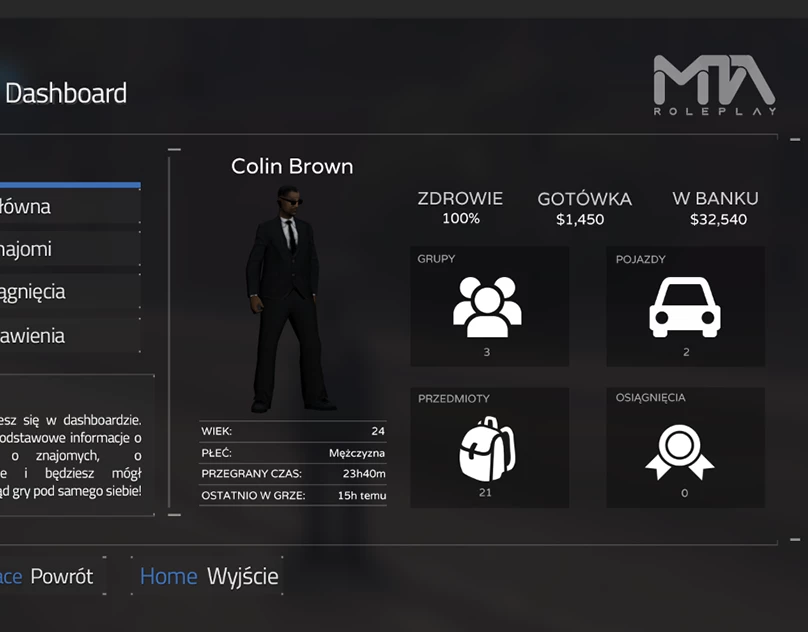 Dashboard
MTA
ROLEPLAY
łówna
najomi
ągnięcia
awienia
esz się w dashboardzie.
odstawowe informacje o
o znajomych, o
e i będziesz mógł
ąd gry pod samego siebie!
Colin Brown
WIEK: 24
PŁEĆ: Mężczyzna
PRZEGRANY CZAS: 23h40m
OSTATNIO W GRZE: 15h temu
ZDROWIE GOTÓWKA W BANKU
100% $1,450 $32,540
GRUPY
3
POJAZDY
2
PRZEDMIOTY
21
OSIĄGNIĘCIA
0
ace Powrót
Home Wyjście